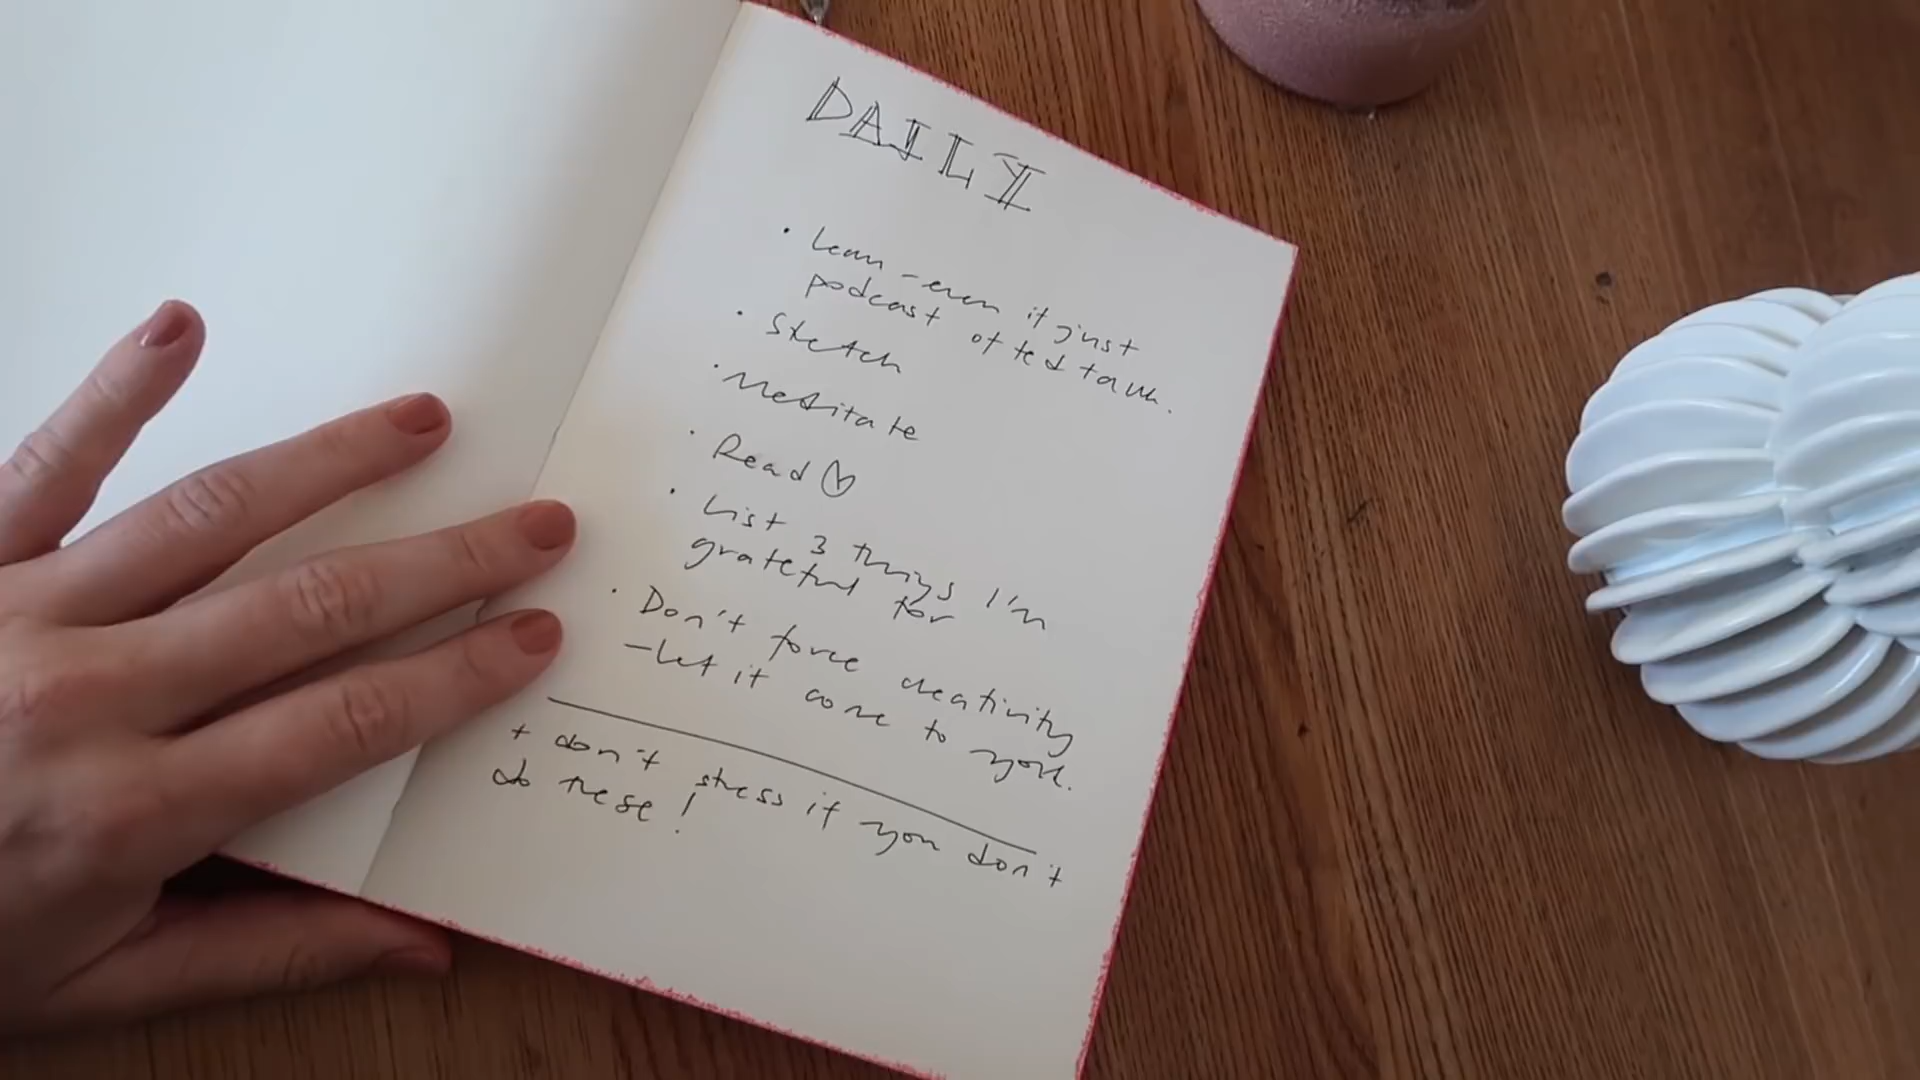 DAILY
• Learn - even if just
podcast of ted talk.
• Sketch
• Meditate
• Read
• List 3 things I'm
grateful for
• Don't force creativity
- let it come to you.
+ don't stress if you don't
do these!